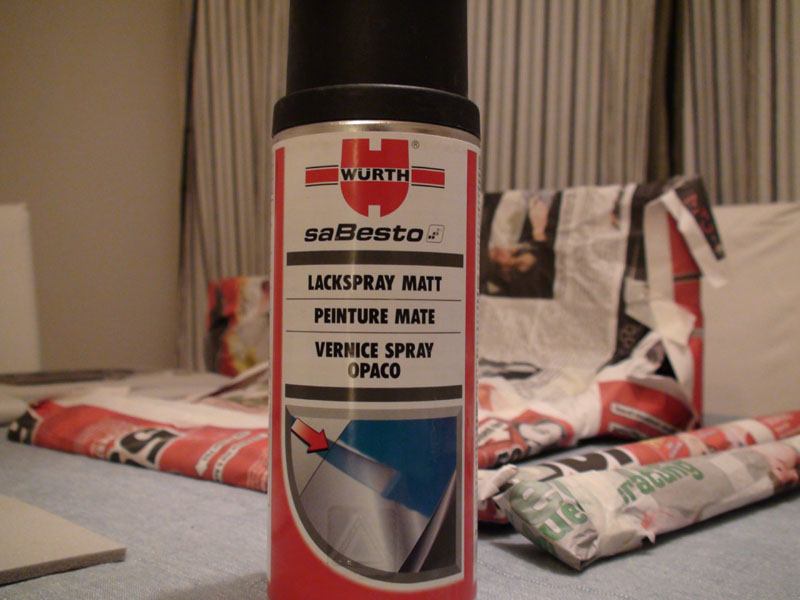 WÜRTH
®
saBesto
LACKSPRAY MATT
PEINTURE MATE
VERNICE SPRAY
OPACO